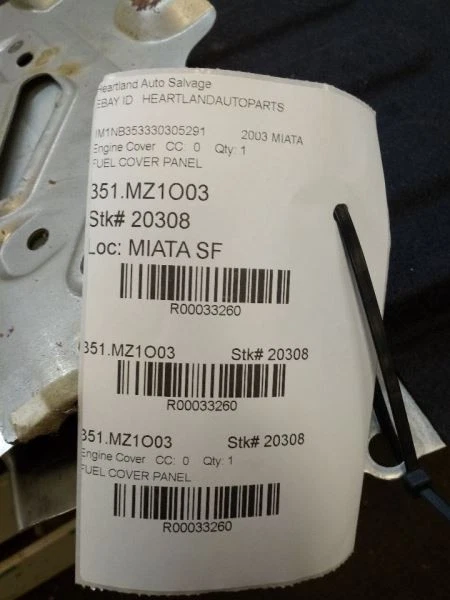 Heartland Auto Salvage
EBAY ID HEARTLANDAUTOPARTS
1M1NB353330305291 2003 MIATA
Engine Cover CC: 0 Qty: 1
FUEL COVER PANEL
351.MZ1O03
Stk# 20308
Loc: MIATA SF
R00033260
351.MZ1O03 Stk# 20308
R00033260
351.MZ1O03 Stk# 20308
Engine Cover CC: 0 Qty: 1
FUEL COVER PANEL
R00033260